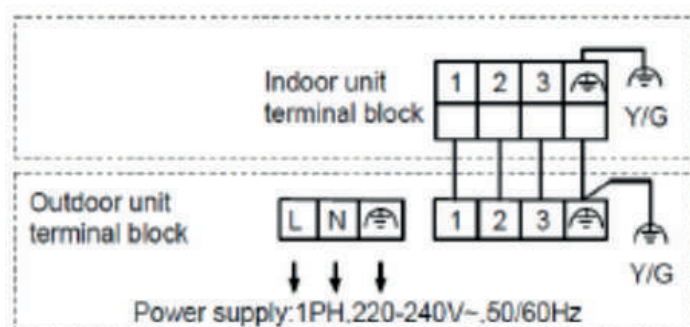 Indoor unit
terminal block
1 2 3
Y/G
Outdoor unit
terminal block
L N
1 2 3
Y/G
Power supply:1PH,220-240V~,50/60Hz